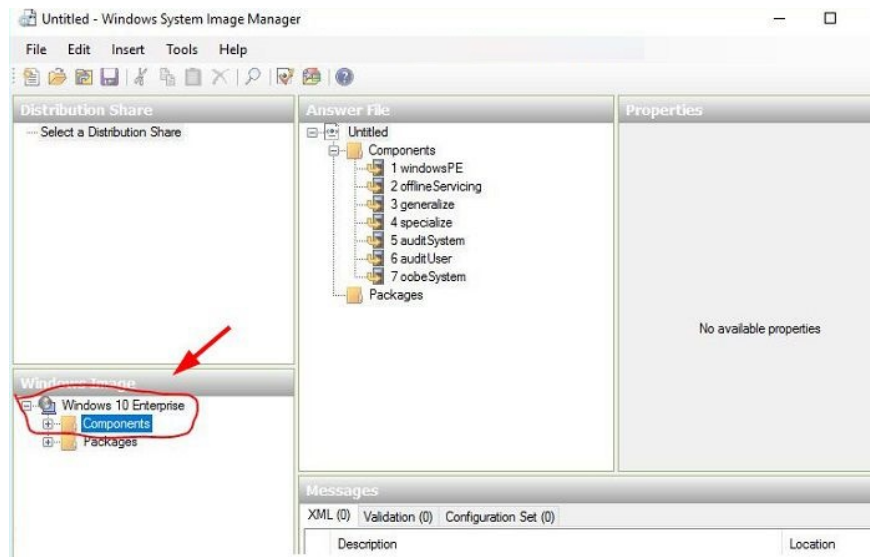 Untitled - Windows System Image Manager
File Edit Insert Tools Help
Distribution Share
Select a Distribution Share
Answer File
Untitled
Components
1 windowsPE
2 offlineServicing
3 generalize
4 specialize
5 auditSystem
6 auditUser
7 oobeSystem
Packages
Properties
No available properties
Windows Image
Windows 10 Enterprise
Components
Packages
Messages
XML (0) Validation (0) Configuration Set (0)
Description Location